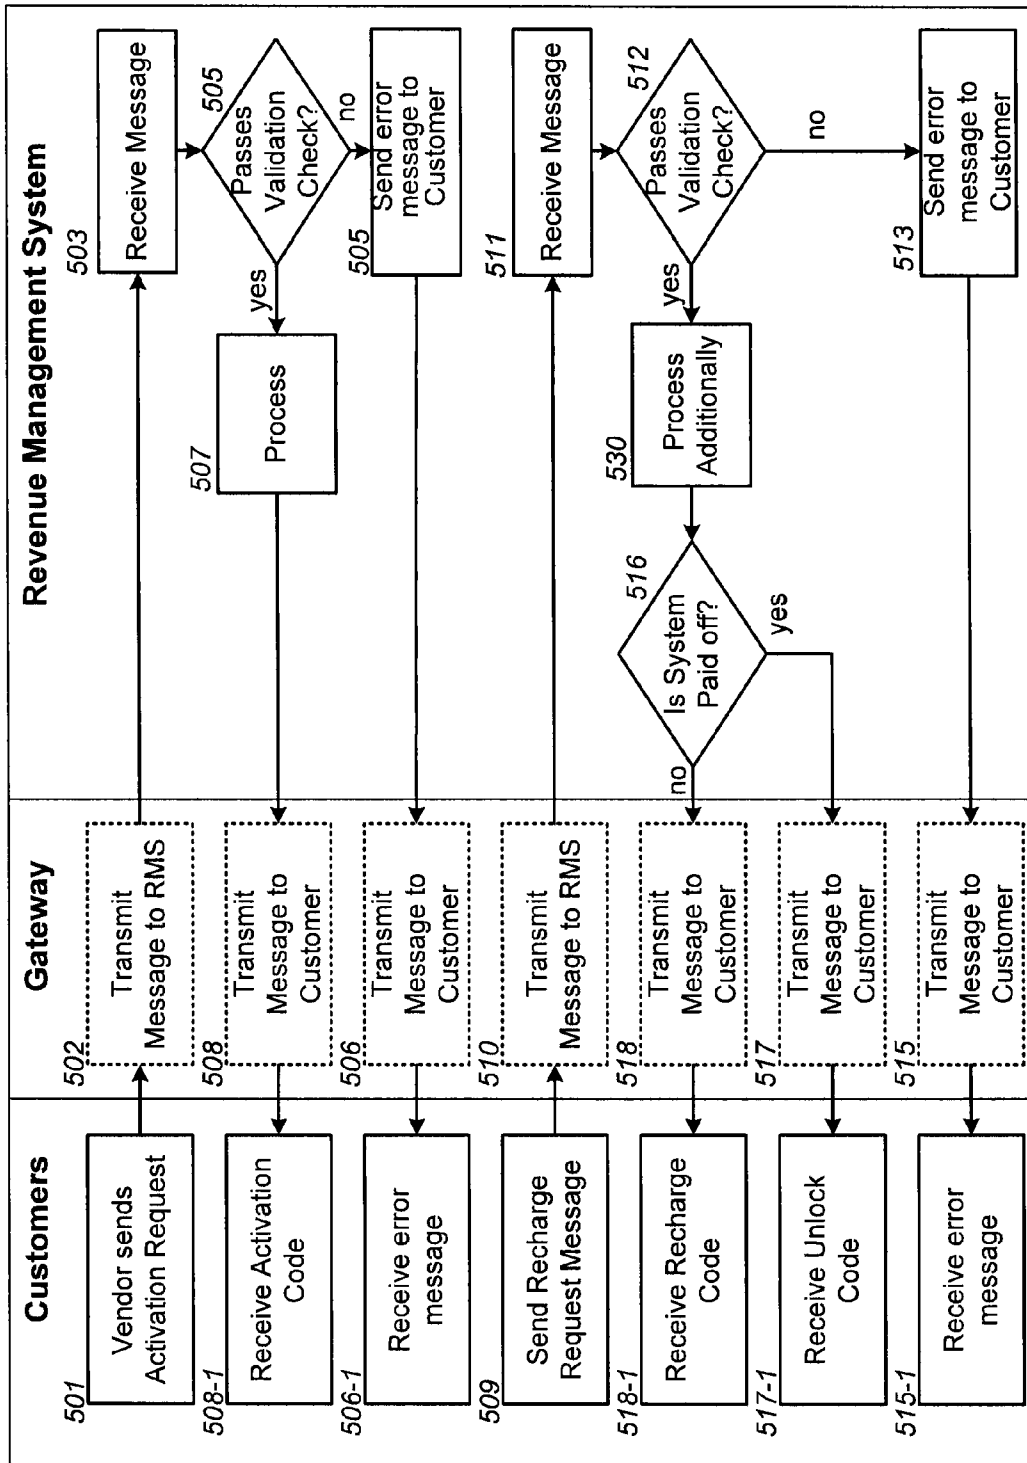 Customers
Gateway
Revenue Management System
501
Vendor sends
Activation Request
502
Transmit
Message to RMS
503
Receive Message
505
Passes
Validation
Check?
yes
no
507
Process
508
Transmit
Message to
Customer
508-1
Receive Activation
Code
505
Send error
message to
Customer
506
Transmit
Message to
Customer
506-1
Receive error
message
509
Send Recharge
Request Message
510
Transmit
Message to RMS
511
Receive Message
512
Passes
Validation
Check?
yes
no
530
Process
Additionally
516
Is System
Paid off?
no
yes
518
Transmit
Message to
Customer
518-1
Receive Recharge
Code
517
Transmit
Message to
Customer
517-1
Receive Unlock
Code
513
Send error
message to
Customer
515
Transmit
Message to
Customer
515-1
Receive error
message